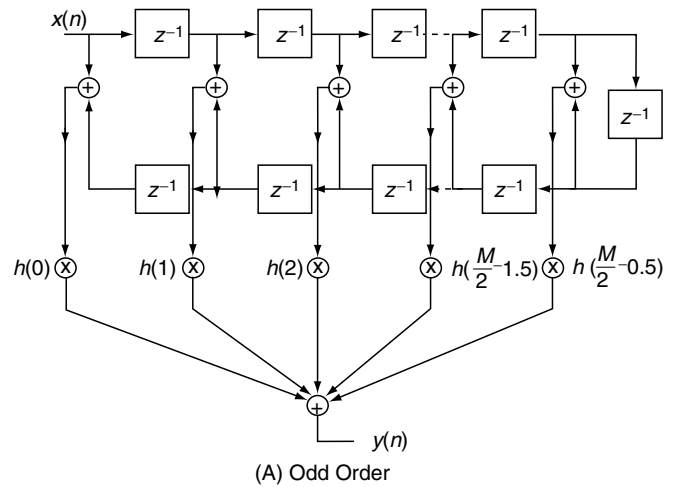 x(n)
z⁻¹ z⁻¹ z⁻¹ z⁻¹
+ + + + +
z⁻¹
z⁻¹ z⁻¹ z⁻¹ z⁻¹
h(0) x h(1) x h(2) x x h(M/2−1.5) x h (M/2−0.5)
+
y(n)
(A) Odd Order